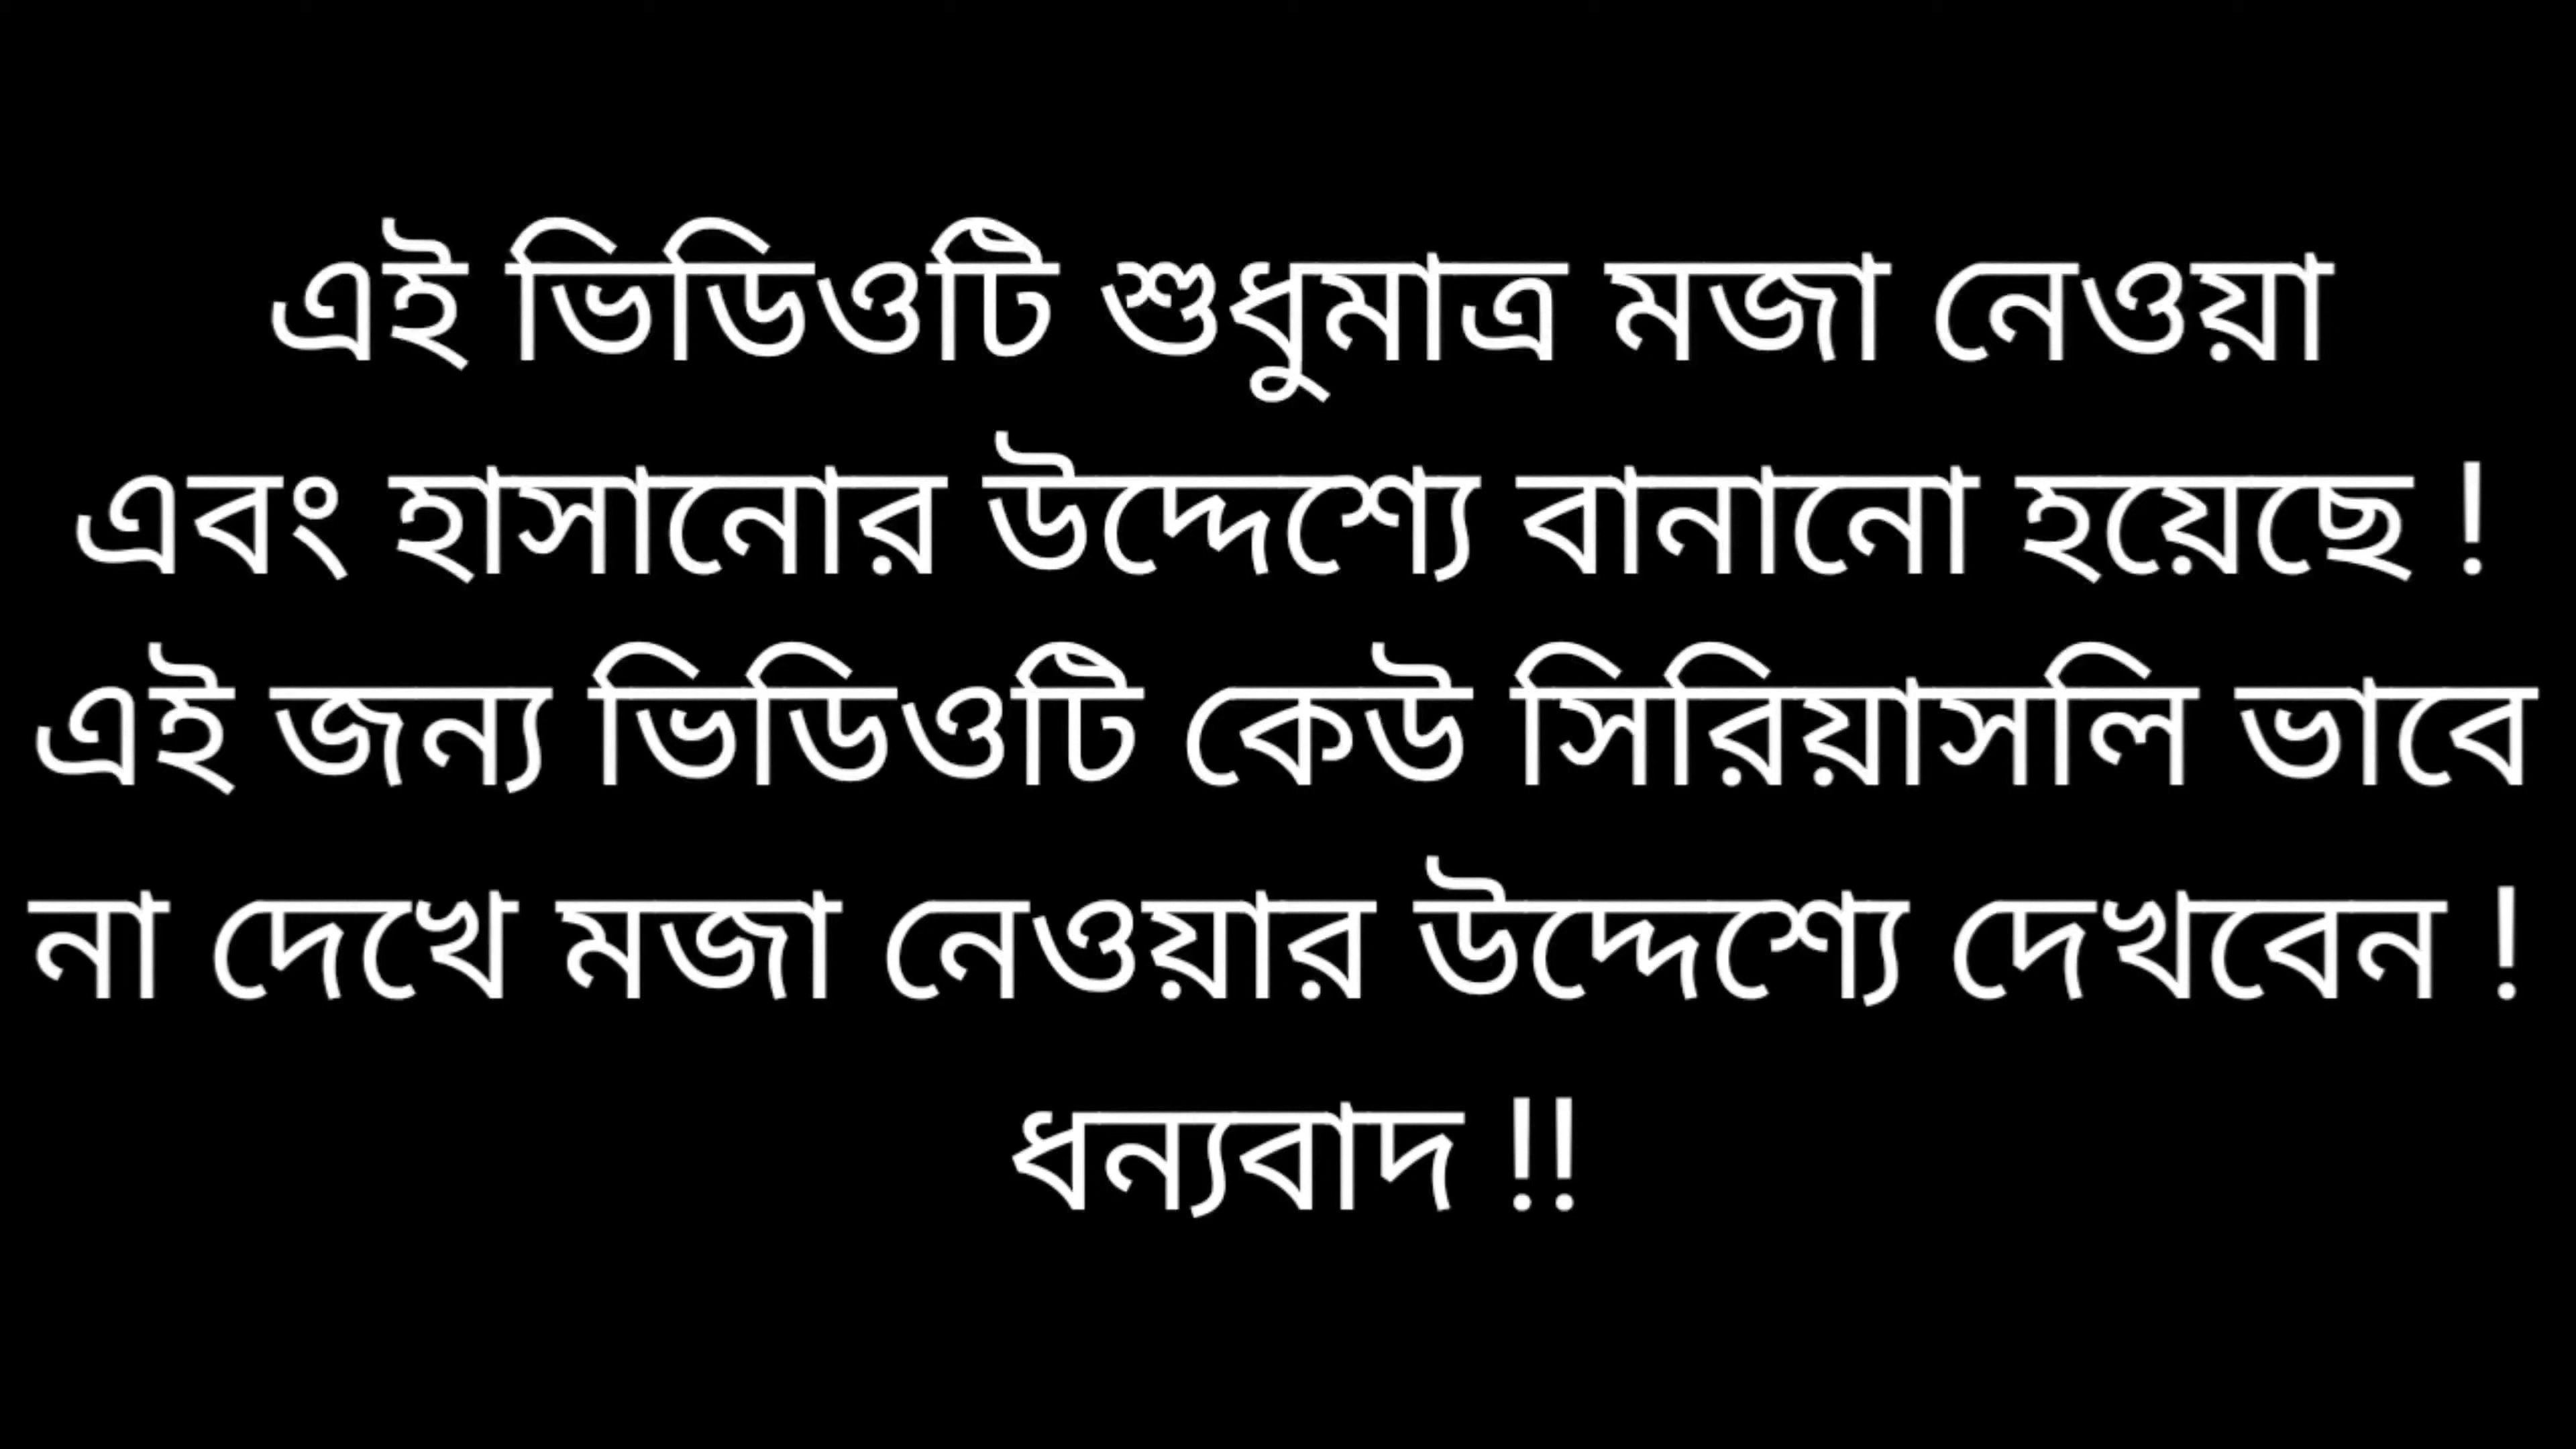 এই ভিডিওটি শুধুমাত্র মজা নেওয়া
এবং হাসানোর উদ্দেশ্যে বানানো হয়েছে !
এই জন্য ভিডিওটি কেউ সিরিয়াসলি ভাবে
না দেখে মজা নেওয়ার উদ্দেশ্যে দেখবেন !
ধন্যবাদ !!